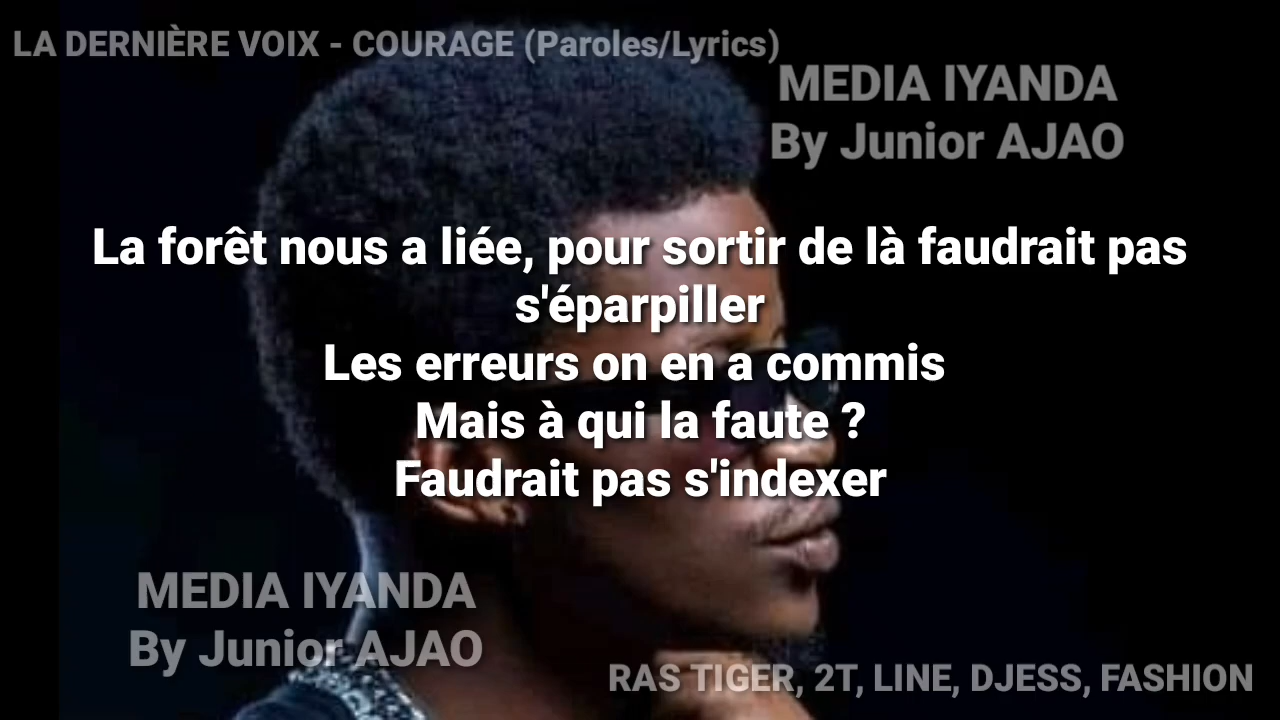 LA DERNIÈRE VOIX - COURAGE (Paroles/Lyrics)
MEDIA IYANDA
By Junior AJAO
La forêt nous a liée, pour sortir de là faudrait pas
s'éparpiller
Les erreurs on en a commis
Mais à qui la faute ?
Faudrait pas s'indexer
MEDIA IYANDA
By Junior AJAO
RAS TIGER, 2T, LINE, DJESS, FASHION